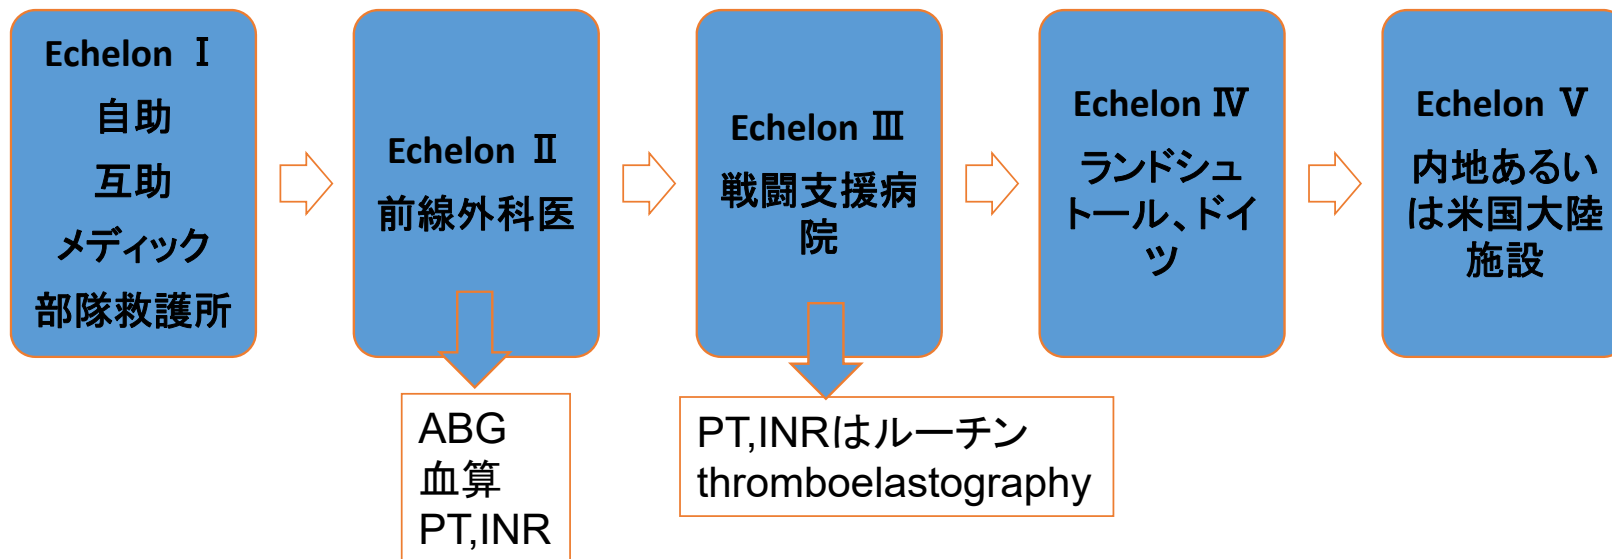 Echelon Ⅰ
自助
互助
メディック
部隊救護所
Echelon Ⅱ
前線外科医
Echelon Ⅲ
戦闘支援病
院
Echelon Ⅳ
ランドシュ
トール、ドイ
ツ
Echelon Ⅴ
内地あるい
は米国大陸
施設
ABG
血算
PT,INR
PT,INRはルーチン
thromboelastography